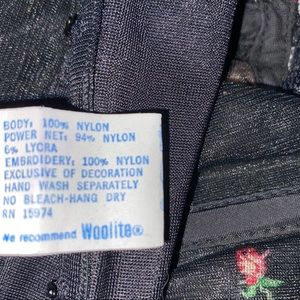 BODY: 100% NYLON
POWER NET: 94% NYLON
6% LYCRA
EMBROIDERY: 100% NYLON
EXCLUSIVE OF DECORATION
HAND WASH SEPARATELY
NO BLEACH-HANG DRY
RN 15974
We recommend Woolite®